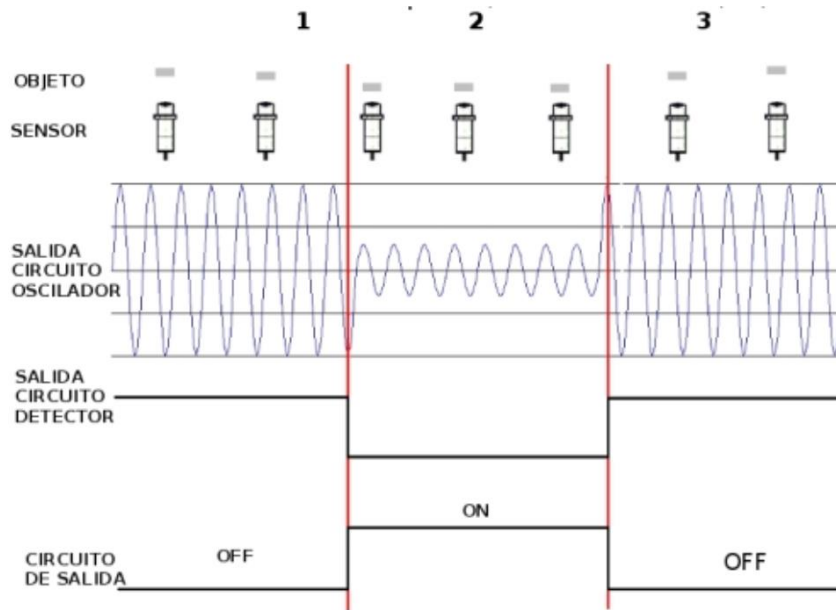 1 2 3
OBJETO
SENSOR
SALIDA
CIRCUITO
OSCILADOR
SALIDA
CIRCUITO
DETECTOR
ON
OFF
OFF
CIRCUITO
DE SALIDA